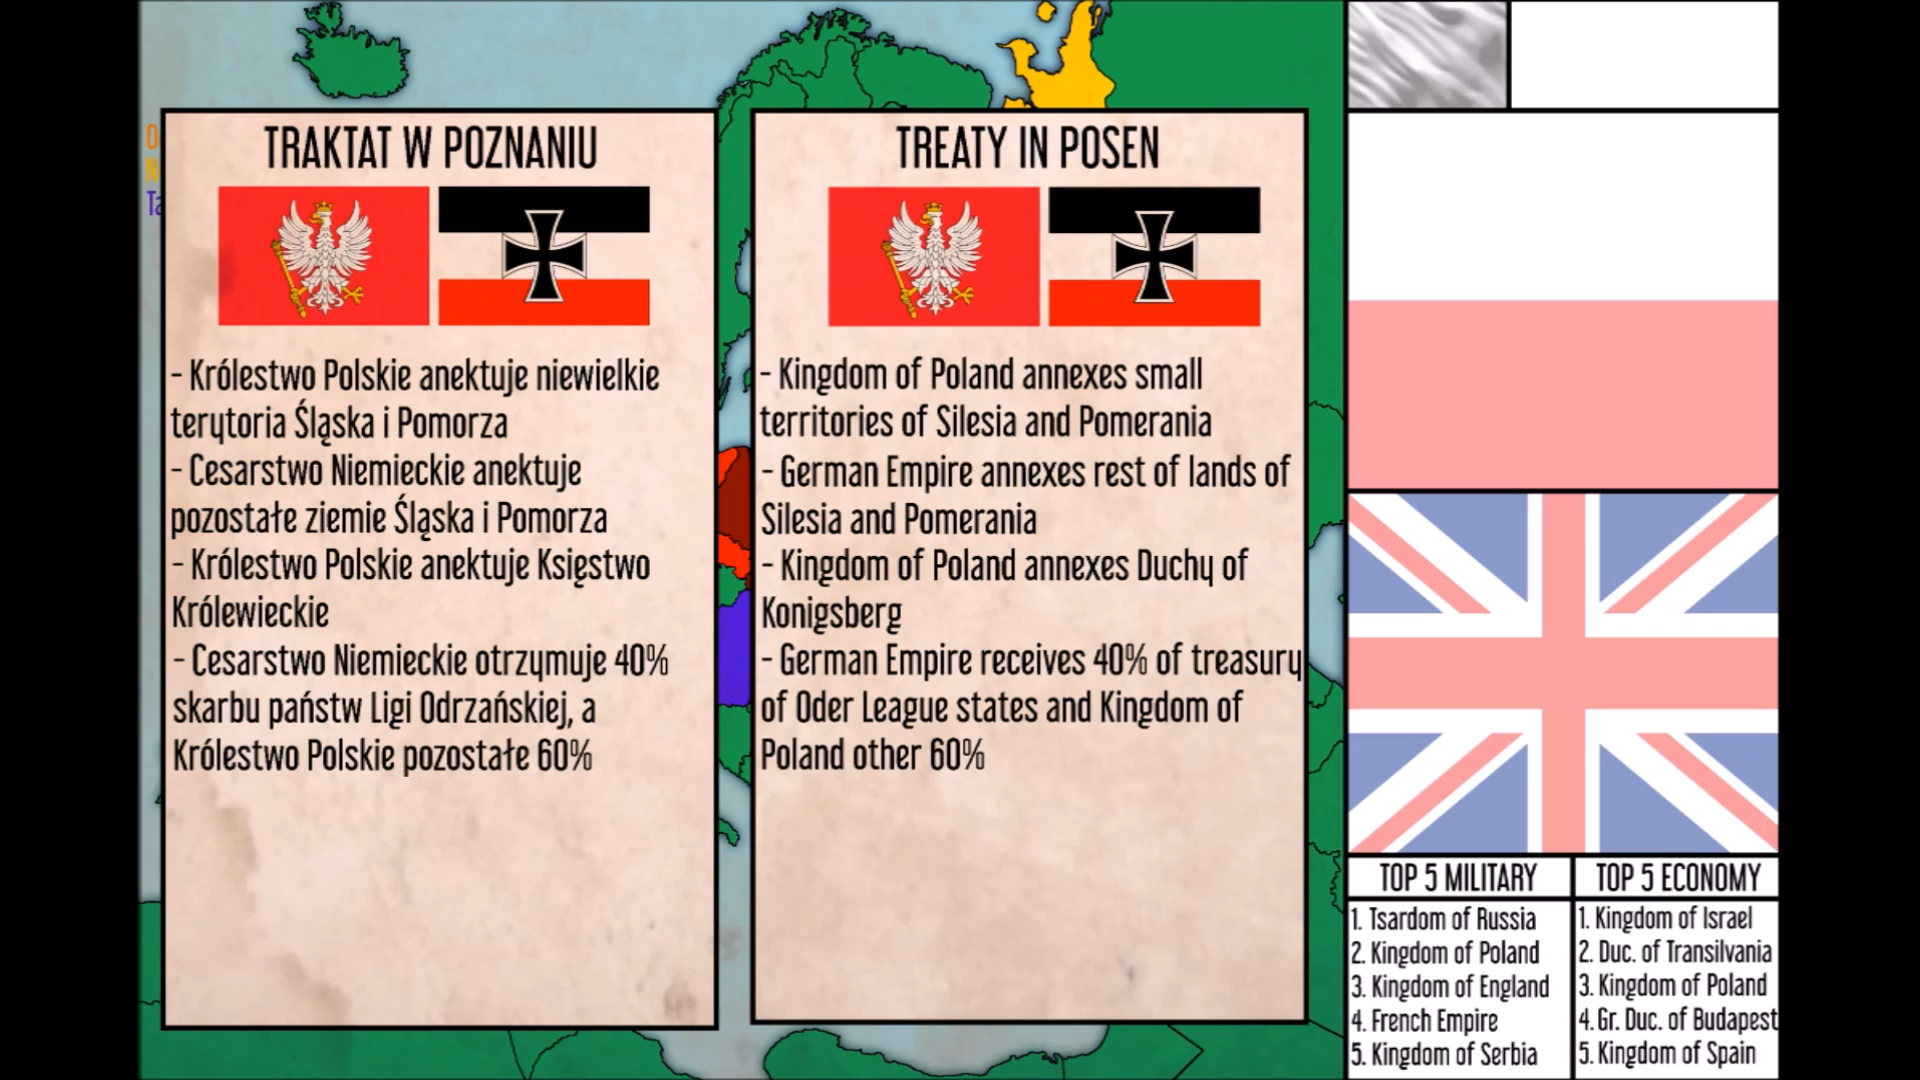 O
N
Ta
TRAKTAT W POZNANIU
- Królestwo Polskie anektuje niewielkie
terytoria Śląska i Pomorza
- Cesarstwo Niemieckie anektuje
pozostałe ziemie Śląska i Pomorza
- Królestwo Polskie anektuje Księstwo
Królewieckie
- Cesarstwo Niemieckie otrzymuje 40%
skarbu państw Ligi Odrzańskiej, a
Królestwo Polskie pozostałe 60%
TREATY IN POSEN
- Kingdom of Poland annexes small
territories of Silesia and Pomerania
- German Empire annexes rest of lands of
Silesia and Pomerania
- Kingdom of Poland annexes Duchy of
Konigsberg
- German Empire receives 40% of treasury
of Oder League states and Kingdom of
Poland other 60%
TOP 5 MILITARY
1. Tsardom of Russia
2. Kingdom of Poland
3. Kingdom of England
4. French Empire
5. Kingdom of Serbia
TOP 5 ECONOMY
1. Kingdom of Israel
2. Duc. of Transilvania
3. Kingdom of Poland
4. Gr. Duc. of Budapest
5. Kingdom of Spain